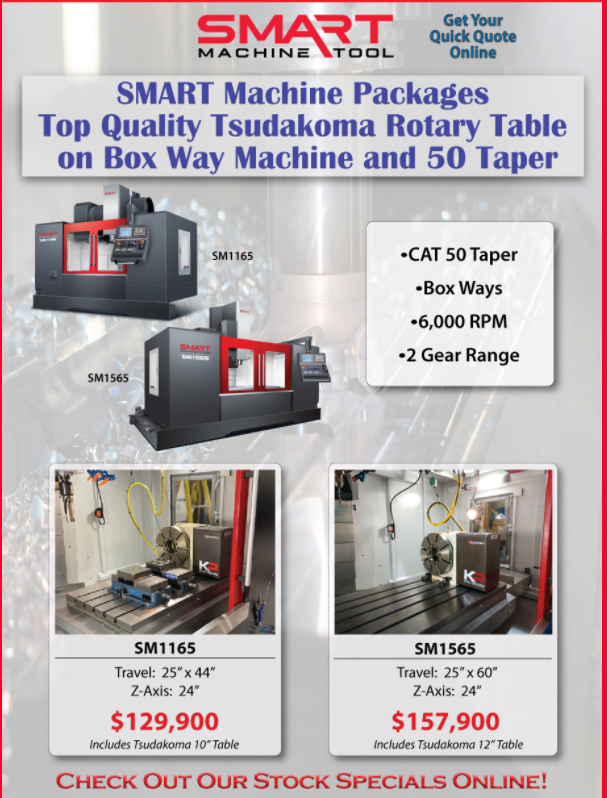 SMART
MACHINE TOOL
Get Your
Quick Quote
Online
SMART Machine Packages
Top Quality Tsudakoma Rotary Table
on Box Way Machine and 50 Taper
SM1165
•CAT 50 Taper
•Box Ways
•6,000 RPM
•2 Gear Range
SMART
SM1565
SM1565
SM1165
Travel: 25" x 44"
Z-Axis: 24"
$129,900
Includes Tsudakoma 10" Table
SM1565
Travel: 25" x 60"
Z-Axis: 24"
$157,900
Includes Tsudakoma 12" Table
CHECK OUT OUR STOCK SPECIALS ONLINE!